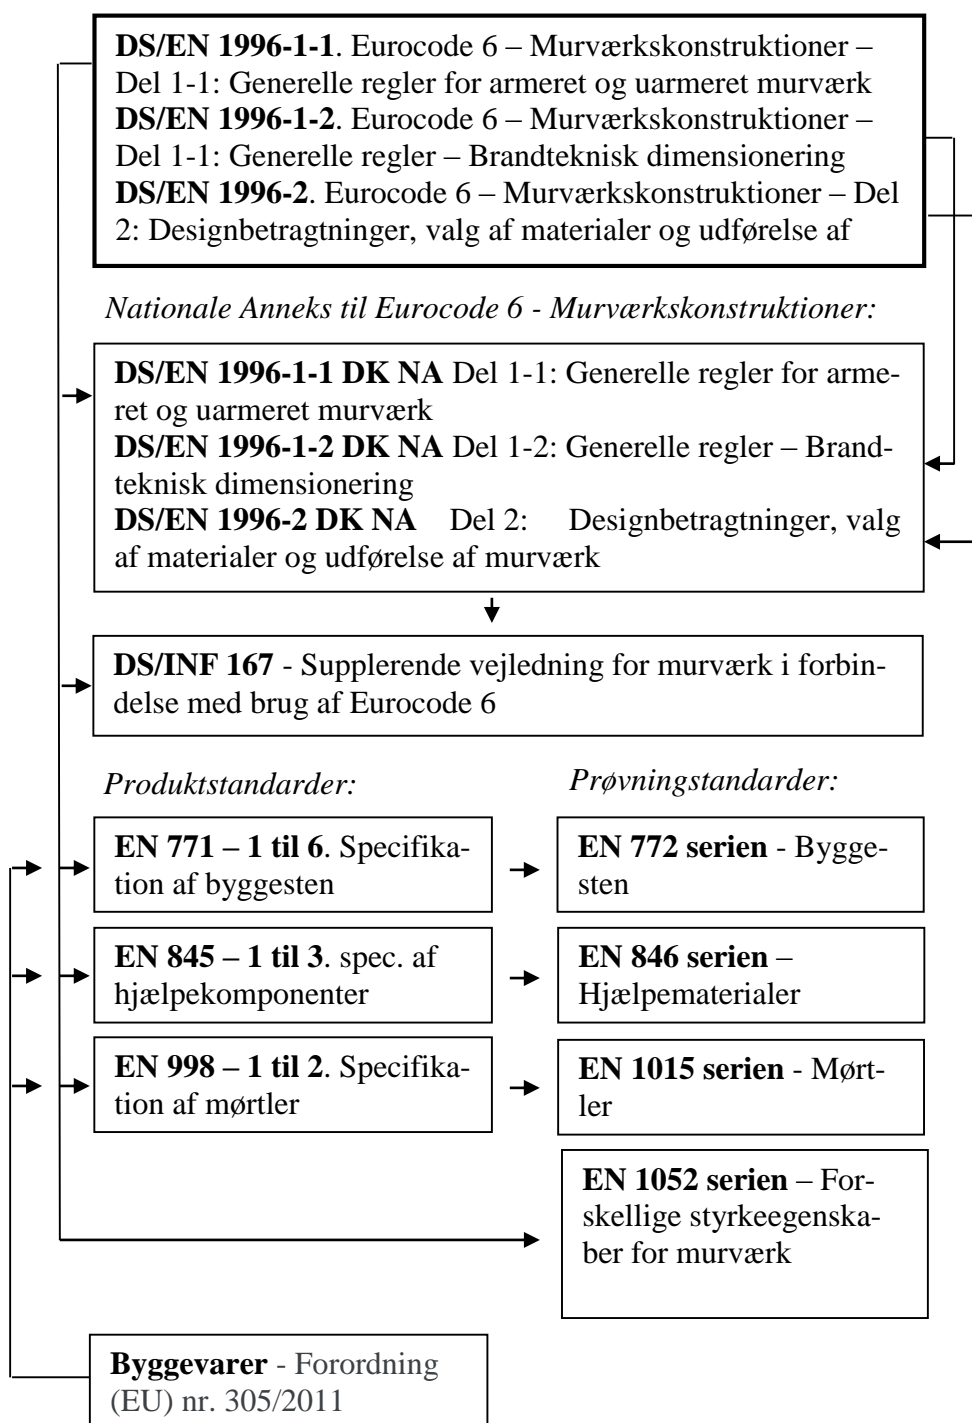 DS/EN 1996-1-1. Eurocode 6 – Murværkskonstruktioner –
Del 1-1: Generelle regler for armeret og uarmeret murværk
DS/EN 1996-1-2. Eurocode 6 – Murværkskonstruktioner –
Del 1-1: Generelle regler – Brandteknisk dimensionering
DS/EN 1996-2. Eurocode 6 – Murværkskonstruktioner – Del
2: Designbetragtninger, valg af materialer og udførelse af
Nationale Anneks til Eurocode 6 - Murværkskonstruktioner:
DS/EN 1996-1-1 DK NA Del 1-1: Generelle regler for arme-
ret og uarmeret murværk
DS/EN 1996-1-2 DK NA Del 1-2: Generelle regler – Brand-
teknisk dimensionering
DS/EN 1996-2 DK NA Del 2: Designbetragtninger, valg
af materialer og udførelse af murværk
DS/INF 167 - Supplerende vejledning for murværk i forbin-
delse med brug af Eurocode 6
Produktstandarder:
Prøvningstandarder:
EN 771 – 1 til 6. Specifika-
tion af byggesten
EN 772 serien - Bygge-
sten
EN 845 – 1 til 3. spec. af
hjælpekomponenter
EN 846 serien –
Hjælpematerialer
EN 998 – 1 til 2. Specifika-
tion af mørtler
EN 1015 serien - Mørt-
ler
EN 1052 serien – For-
skellige styrkeegenska-
ber for murværk
Byggevarer - Forordning
(EU) nr. 305/2011